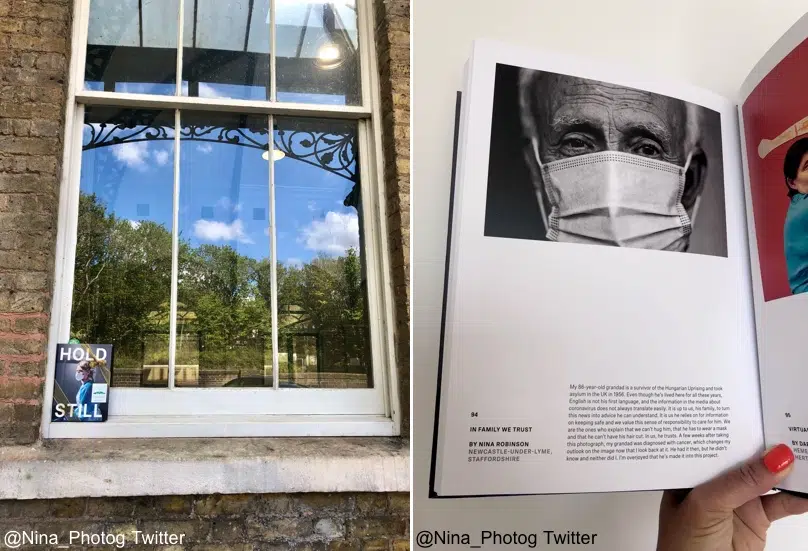 HOLD
STILL
@Nina_Photog Twitter
94
IN FAMILY WE TRUST
BY NINA ROBINSON
NEWCASTLE-UNDER-LYME,
STAFFORDSHIRE
My 86-year-old grandad is a survivor of the Hungarian Uprising and took
asylum in the UK in 1956. Even though he's lived here for all these years,
English is not his first language, and the information in the media about
coronavirus does not always translate easily. It is up to us, his family, to turn
this news into advice he can understand. It is us he relies on for information
on keeping safe and we value this sense of responsibility to care for him. We
are the ones who explain that we can't hug him, that he has to wear a mask
and that he can't have his hair cut. In us, he trusts. A few weeks after taking
this photograph, my grandad was diagnosed with cancer, which changes my
outlook on the image now that I look back at it. He had it then, but he didn't
know and neither did I. I'm overjoyed that he's made it into this project.
95
VIRTUA
BY DA
HEMS
HERT
@Nina_Photog Twitter